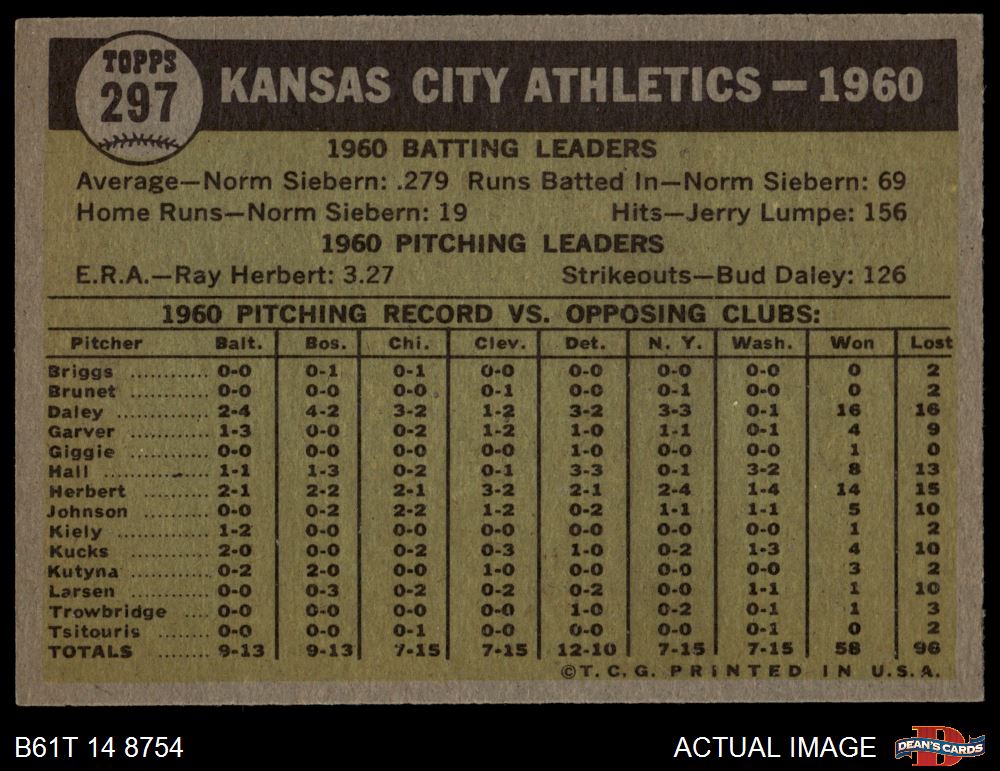 TOPPS
297
KANSAS CITY ATHLETICS — 1960
1960 BATTING LEADERS
Average—Norm Siebern: .279 Runs Batted In—Norm Siebern: 69
Home Runs—Norm Siebern: 19 Hits—Jerry Lumpe: 156
1960 PITCHING LEADERS
E.R.A.—Ray Herbert: 3.27 Strikeouts—Bud Daley: 126
1960 PITCHING RECORD VS. OPPOSING CLUBS:
Pitcher Balt. Bos. Chi. Clev. Det. N. Y. Wash. Won Lost
Briggs ........... 0-0 0-1 0-1 0-0 0-0 0-0 0-0 0 2
Brunet ........... 0-0 0-0 0-0 0-1 0-0 0-1 0-0 0 2
Daley ............ 2-4 4-2 3-2 1-2 3-2 3-3 0-1 16 16
Garver ........... 1-3 0-0 0-2 1-2 1-0 1-1 0-1 4 9
Giggie ........... 0-0 0-0 0-0 0-0 1-0 0-0 0-0 1 0
Hall ............. 1-1 1-3 0-2 0-1 3-3 0-1 3-2 8 13
Herbert ......... 2-1 2-2 2-1 3-2 2-1 2-4 1-4 14 15
Johnson ......... 0-0 0-2 2-2 1-2 0-2 1-1 1-1 5 10
Kiely ............ 1-2 0-0 0-0 0-0 0-0 0-0 0-0 1 2
Kucks ............ 2-0 0-0 0-2 0-3 1-0 0-2 1-3 4 10
Kutyna ........... 0-2 2-0 0-0 1-0 0-0 0-0 0-0 3 2
Larsen ........... 0-0 0-3 0-2 0-2 0-2 0-0 1-1 1 10
Trowbridge .... 0-0 0-0 0-0 0-0 1-0 0-2 0-1 1 3
Tsitouris ........ 0-0 0-0 0-1 0-0 0-0 0-0 0-1 0 2
TOTALS ........ 9-13 9-13 7-15 7-15 12-10 7-15 7-15 58 96
©T.C.G. PRINTED IN U.S.A.
B61T 14 8754 ACTUAL IMAGE DEAN'S CARDS